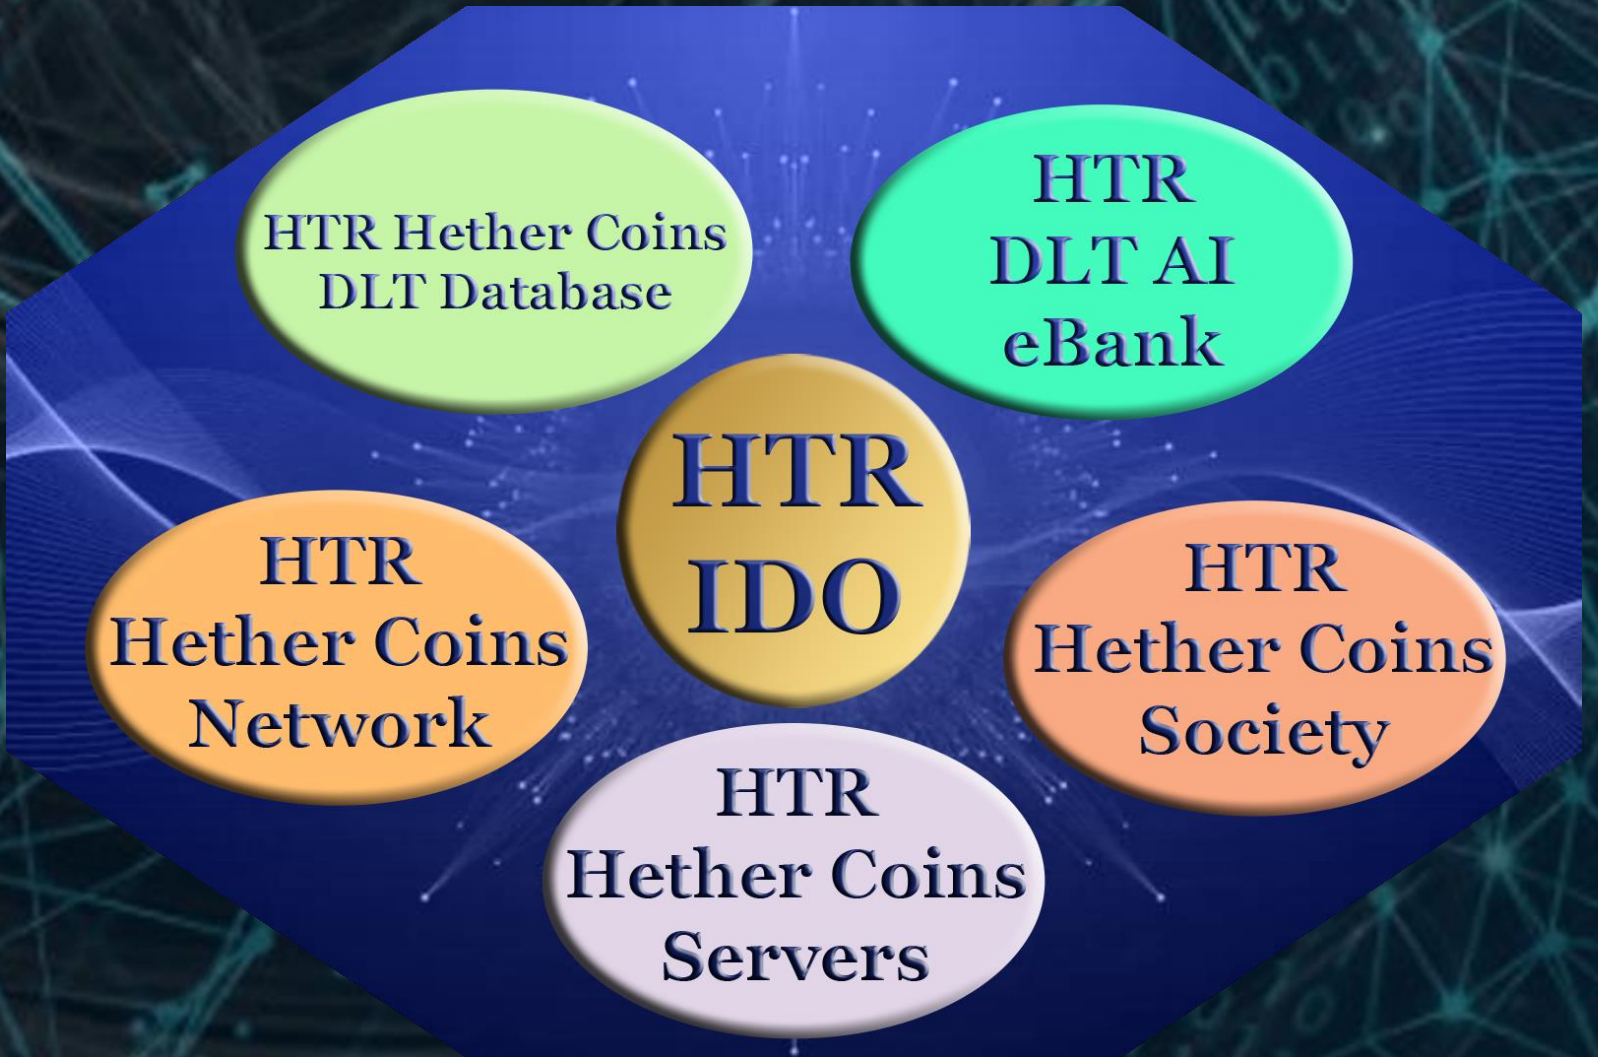 HTR Hether Coins
DLT Database
HTR
DLT AI
eBank
HTR
IDO
HTR
Hether Coins
Network
HTR
Hether Coins
Society
HTR
Hether Coins
Servers